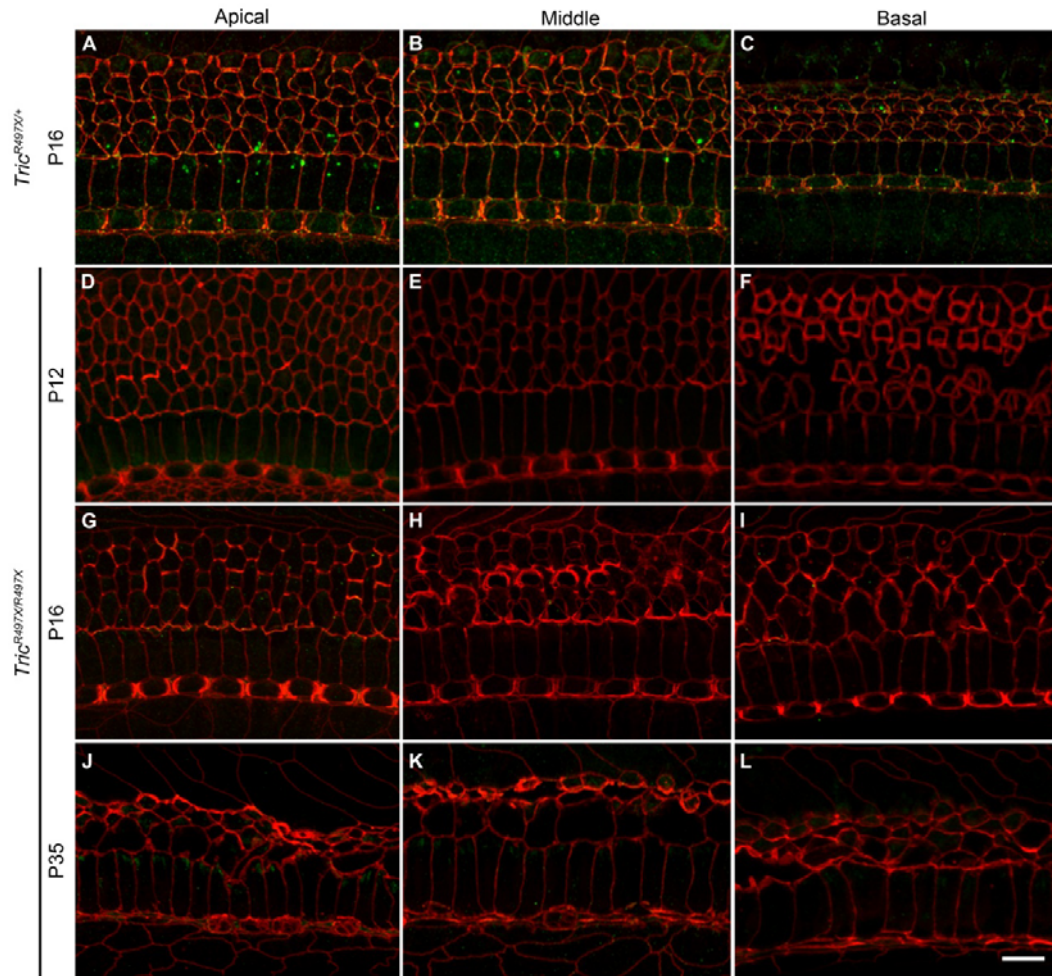 Apical Middle Basal
A B C
Tric^R497X/+ P16
D E F
P12
G H I
Tric^R497X/R497X P16
J K L
P35